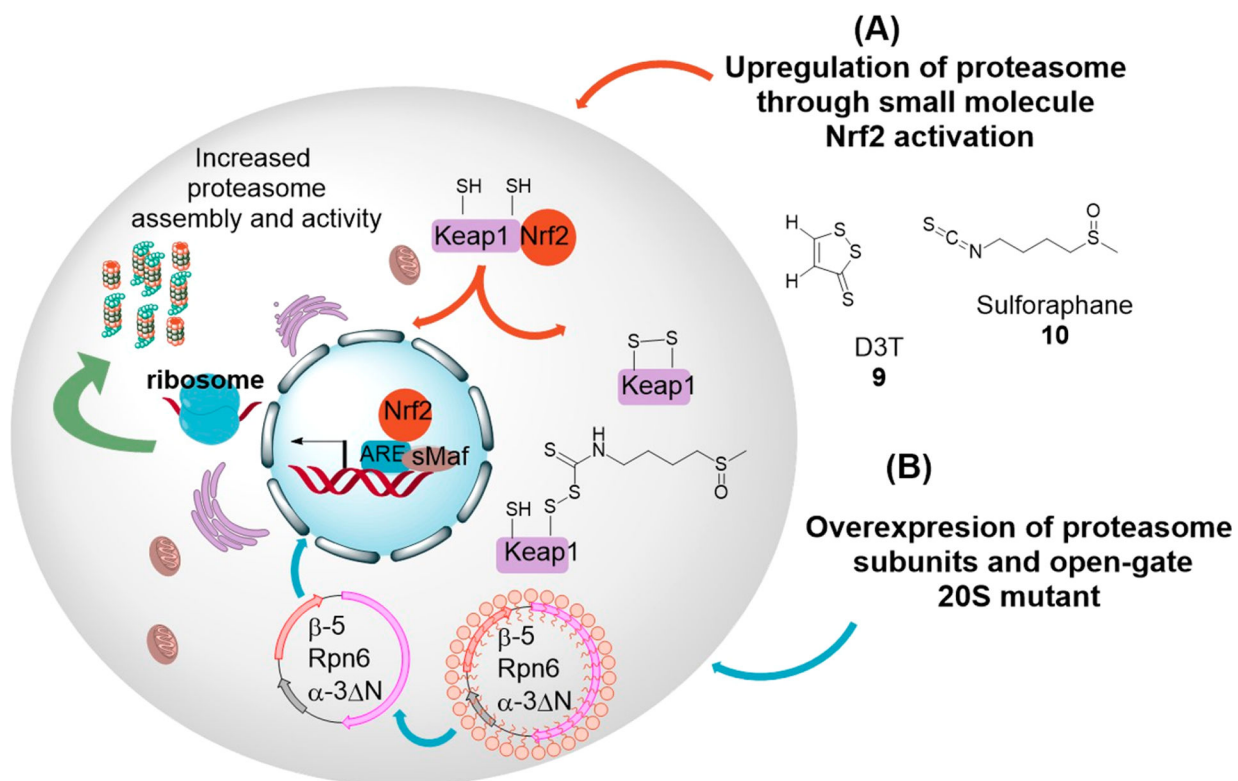 (A)
Upregulation of proteasome
through small molecule
Nrf2 activation
Increased
proteasome
assembly and activity
SH
SH
Keap1
Nrf2
H
H
S
S
S
D3T
9
S
C
N
O
S
Sulforaphane
10
S
S
Keap1
ribosome
Nrf2
ARE
sMaf
H
N
S
S
S
S
O
SH
Keap1
(B)
Overexpresion of proteasome
subunits and open-gate
20S mutant
β-5
Rpn6
α-3ΔN
β-5
Rpn6
α-3ΔN